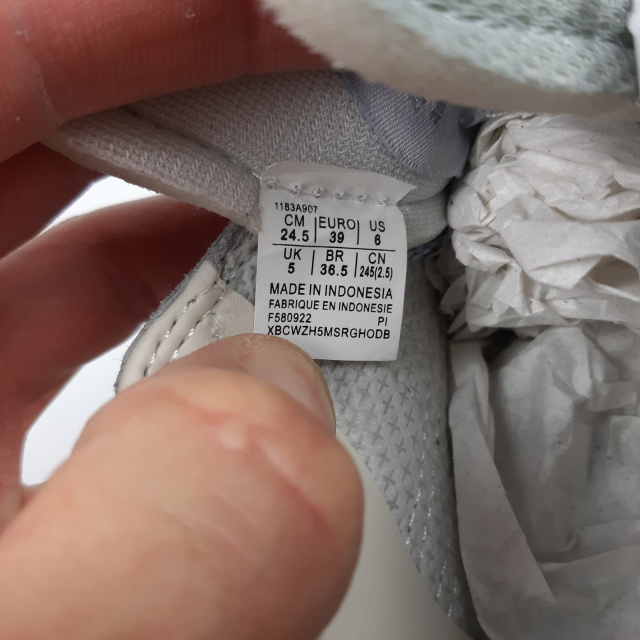 1183A907
CM EURO US
24.5 39 6
UK BR CN
5 36.5 245(2.5)
MADE IN INDONESIA
FABRIQUE EN INDONESIE
F580922 PI
XBCWZH5MSRGHODB